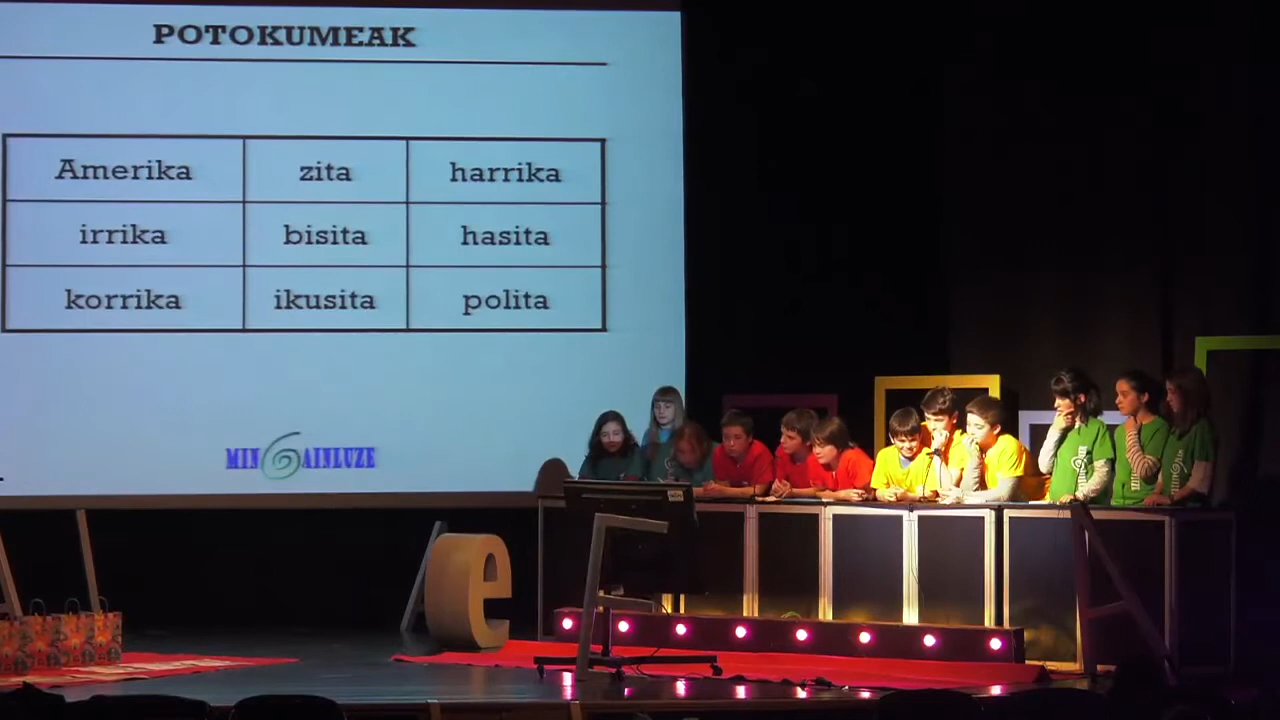 POTOKUMEAK
Amerika zita harrika
irrika bisita hasita
korrika ikusita polita
MINGAINLUZE
e